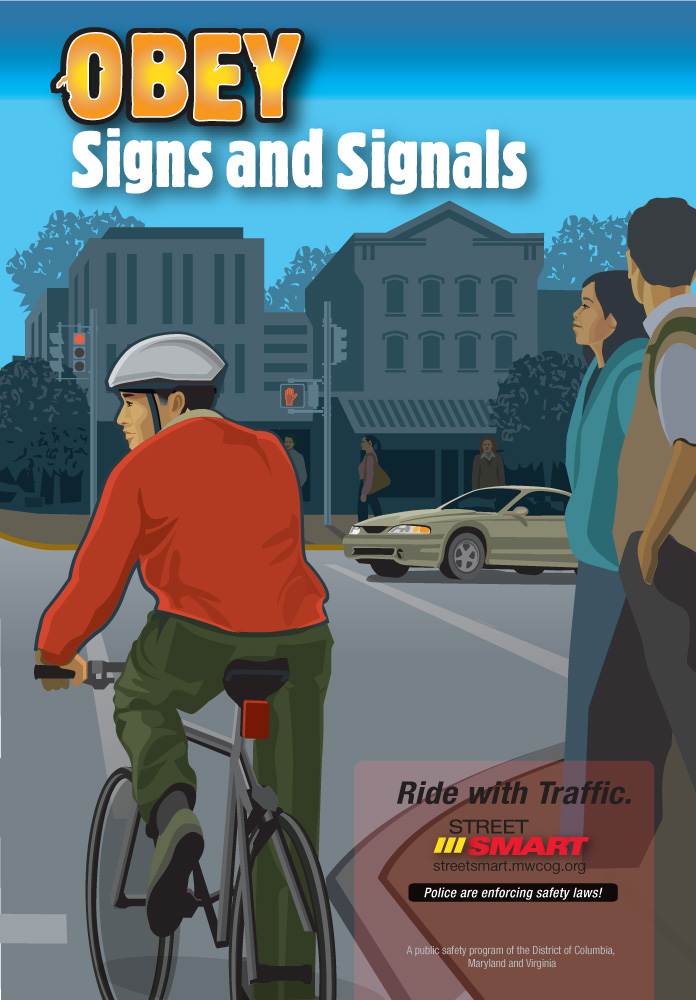 OBEY
Signs and Signals
Ride with Traffic.
STREET
SMART
streetsmart.mwcog.org
Police are enforcing safety laws!
A public safety program of the District of Columbia,
Maryland and Virginia